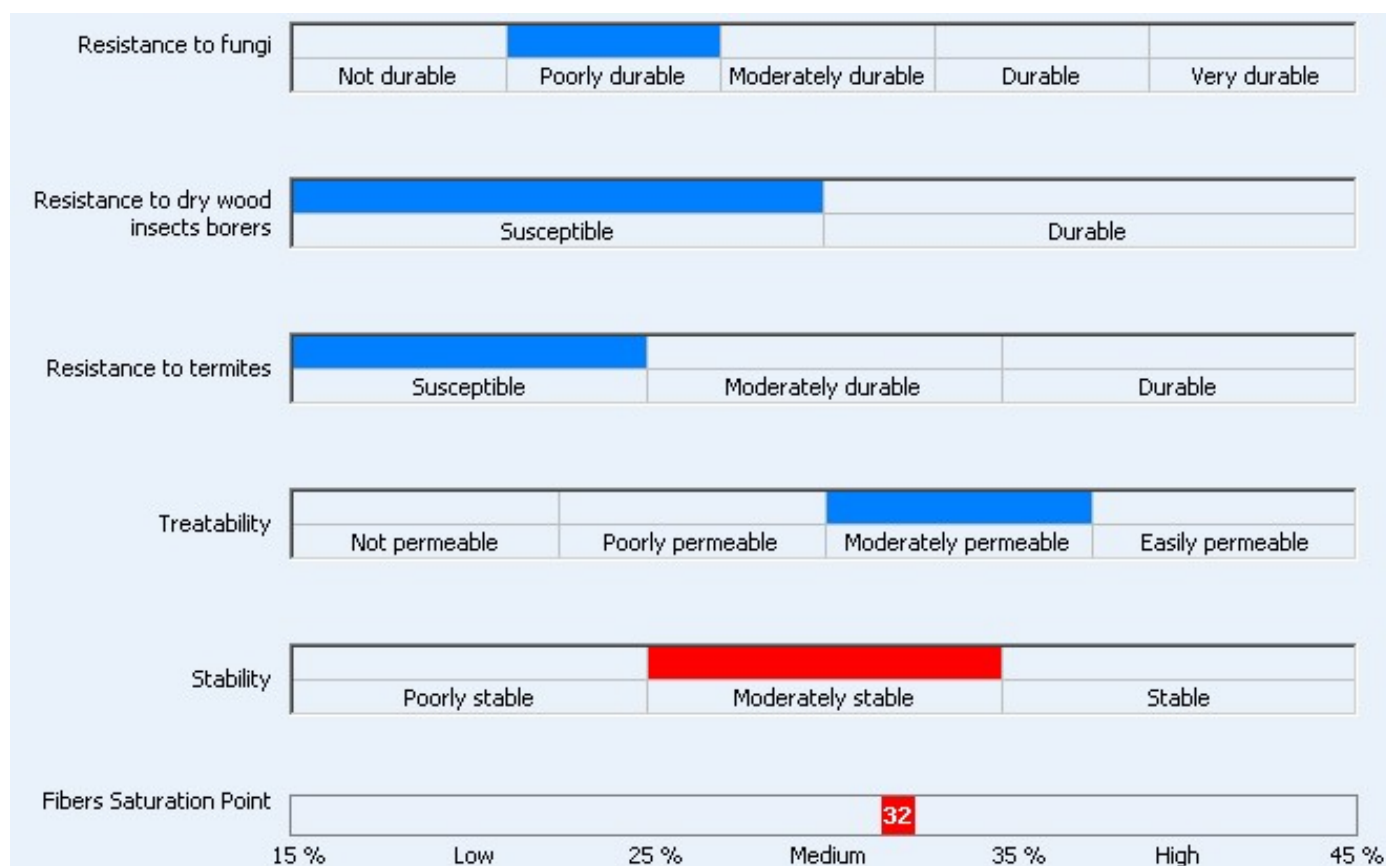 Resistance to fungi
Not durable Poorly durable Moderately durable Durable Very durable
Resistance to dry wood
insects borers
Susceptible Durable
Resistance to termites
Susceptible Moderately durable Durable
Treatability
Not permeable Poorly permeable Moderately permeable Easily permeable
Stability
Poorly stable Moderately stable Stable
Fibers Saturation Point
32
15 % Low 25 % Medium 35 % High 45 %